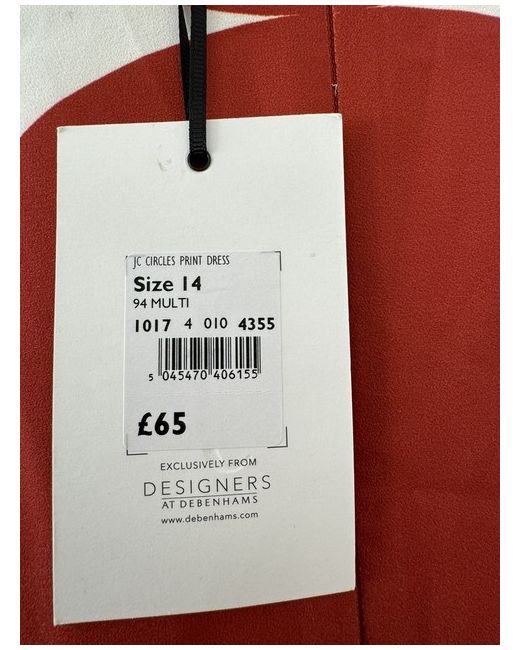 JC CIRCLES PRINT DRESS
Size 14
94 MULTI
1017 4 010 4355
5 045470 406155
£65
EXCLUSIVELY FROM
DESIGNERS
AT DEBENHAMS
www.debenhams.com